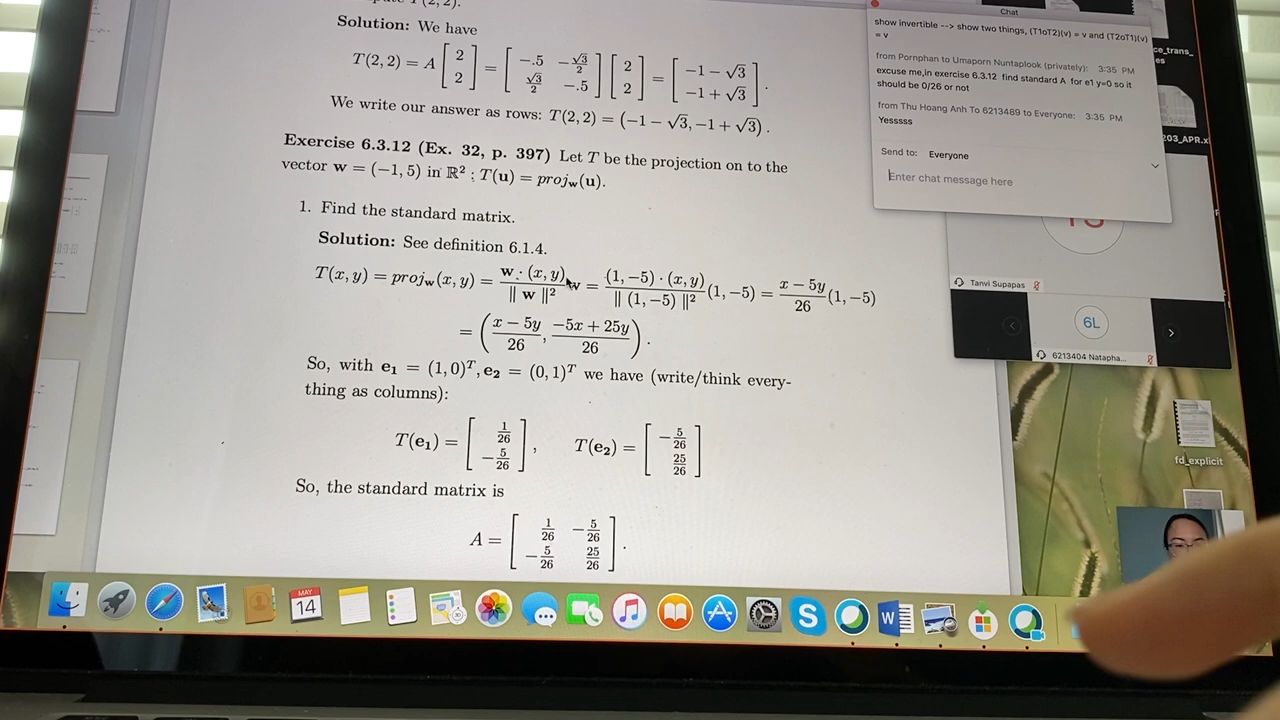 T(2, 2).
Solution: We have
T(2, 2) = A [ 2 2 ] = [ −.5 −√3/2 √3/2 −.5 ] [ 2 2 ] = [ −1 − √3 −1 + √3 ] .
We write our answer as rows: T(2, 2) = (−1 − √3, −1 + √3) .
Exercise 6.3.12 (Ex. 32, p. 397) Let T be the projection on to the
vector w = (−1, 5) in ℝ² : T(u) = proj_w(u).
1. Find the standard matrix.
Solution: See definition 6.1.4.
T(x, y) = proj_w(x, y) = w · (x, y) / ‖ w ‖² w = (1, −5) · (x, y) / ‖ (1, −5) ‖² (1, −5) = x − 5y / 26 (1, −5)
= ( x − 5y / 26 , −5x + 25y / 26 ) .
So, with e₁ = (1, 0)ᵀ, e₂ = (0, 1)ᵀ we have (write/think every-
thing as columns):
T(e₁) = [ 1/26 −5/26 ] , T(e₂) = [ −5/26 25/26 ]
So, the standard matrix is
A = [ 1/26 −5/26 −5/26 25/26 ] .
Chat
show invertible --> show two things, (T1oT2)(v) = v and (T2oT1)(v)
= v
from Pornphan to Umaporn Nuntaplook (privately): 3:35 PM
excuse me,in exercise 6.3.12 find standard A for e1 y=0 so it
should be 0/26 or not
from Thu Hoang Anh To 6213489 to Everyone: 3:35 PM
Yesssss
Send to: Everyone
Enter chat message here
ce_trans_
es
203_APR.x
Tanvi Supapas
6L
6213404 Natapha...
fd_explicit
MAY
14